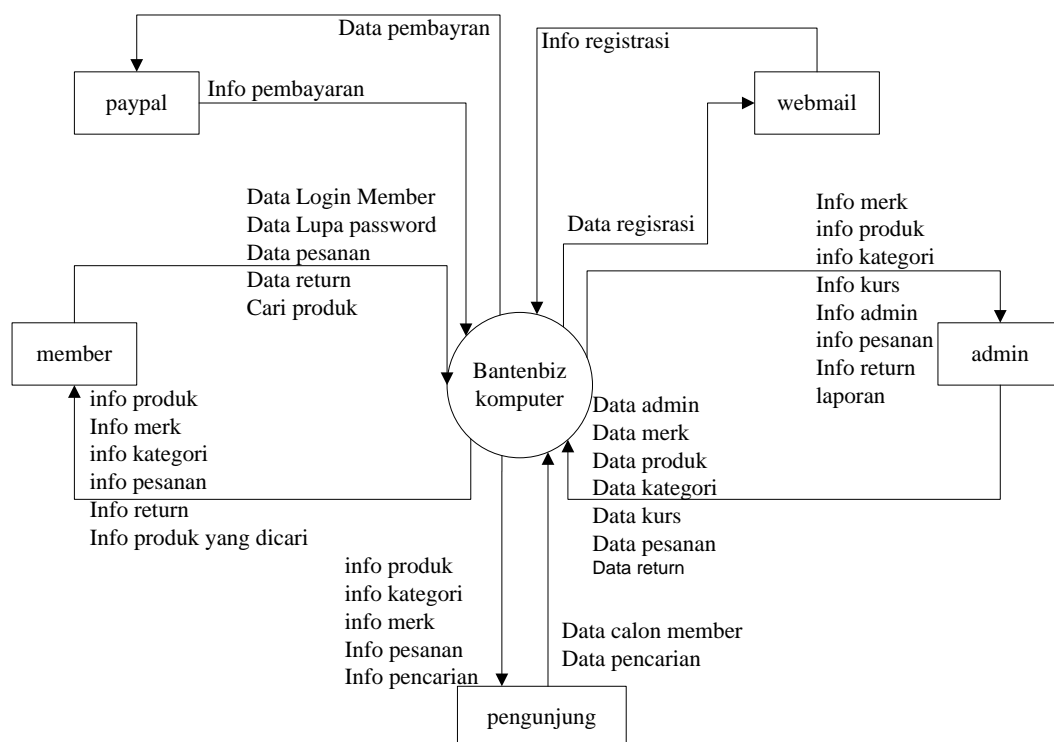 Data pembayran
Info registrasi
paypal
Info pembayaran
webmail
Data Login Member
Data Lupa password
Data pesanan
Data return
Cari produk
Data regisrasi
Info merk
info produk
info kategori
Info kurs
Info admin
info pesanan
Info return
laporan
member
Bantenbiz
komputer
admin
info produk
Info merk
info kategori
info pesanan
Info return
Info produk yang dicari
Data admin
Data merk
Data produk
Data kategori
Data kurs
Data pesanan
Data return
info produk
info kategori
info merk
Info pesanan
Info pencarian
Data calon member
Data pencarian
pengunjung